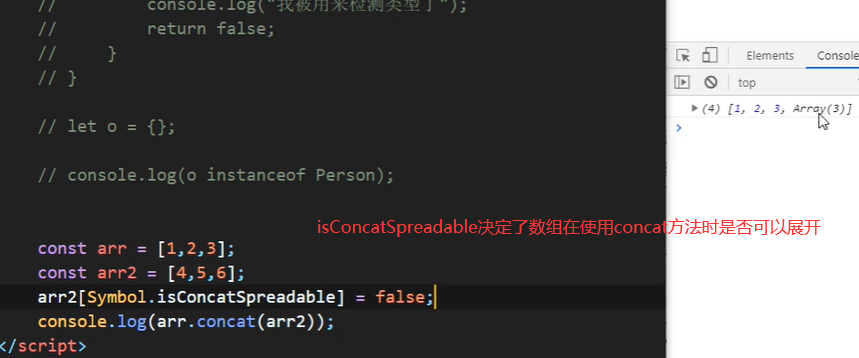 //         console.log("我被用来检测类型了");
//         return false;
//     }
// }
// let o = {};
// console.log(o instanceof Person);
isConcatSpreadable决定了数组在使用concat方法时是否可以展开
const arr = [1,2,3];
const arr2 = [4,5,6];
arr2[Symbol.isConcatSpreadable] = false;
console.log(arr.concat(arr2));
</script>
Elements Console
top
(4) [1, 2, 3, Array(3)]